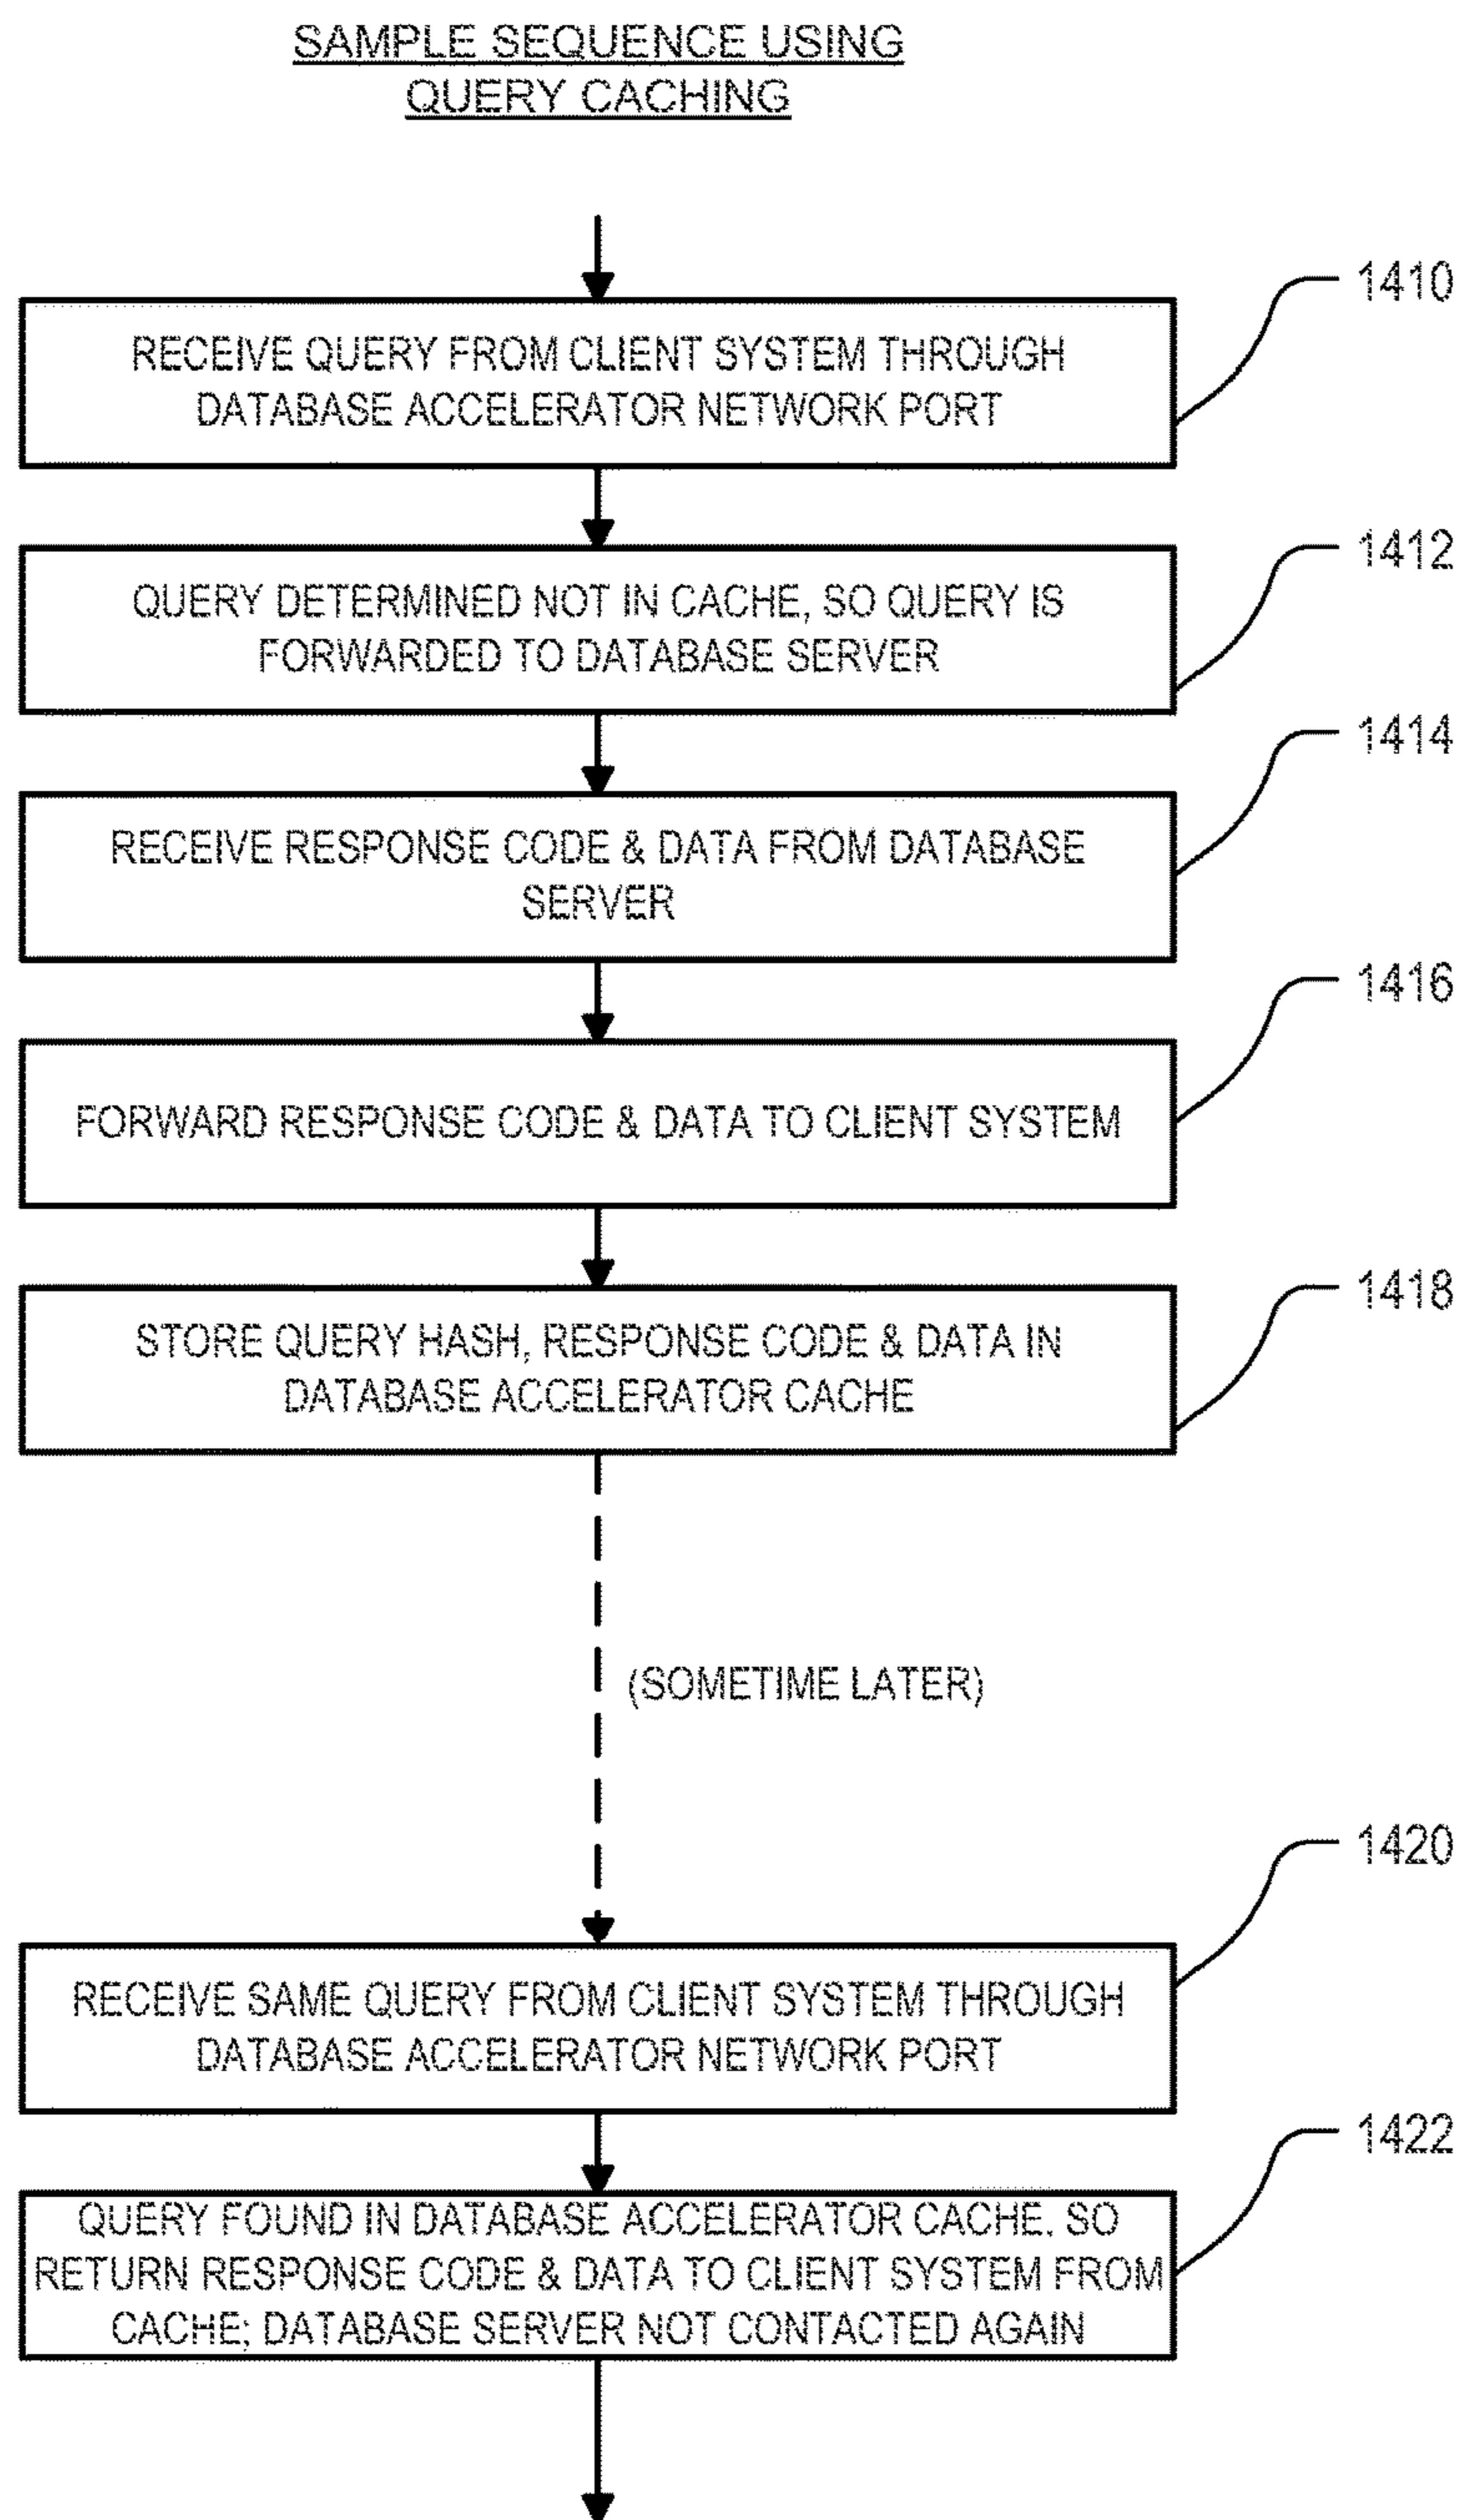 SAMPLE SEQUENCE USING
QUERY CACHING
1410
RECEIVE QUERY FROM CLIENT SYSTEM THROUGH
DATABASE ACCELERATOR NETWORK PORT
1412
QUERY DETERMINED NOT IN CACHE, SO QUERY IS
FORWARDED TO DATABASE SERVER
1414
RECEIVE RESPONSE CODE & DATA FROM DATABASE
SERVER
1416
FORWARD RESPONSE CODE & DATA TO CLIENT SYSTEM
1418
STORE QUERY HASH, RESPONSE CODE & DATA IN
DATABASE ACCELERATOR CACHE
(SOMETIME LATER)
1420
RECEIVE SAME QUERY FROM CLIENT SYSTEM THROUGH
DATABASE ACCELERATOR NETWORK PORT
1422
QUERY FOUND IN DATABASE ACCELERATOR CACHE, SO
RETURN RESPONSE CODE & DATA TO CLIENT SYSTEM FROM
CACHE; DATABASE SERVER NOT CONTACTED AGAIN